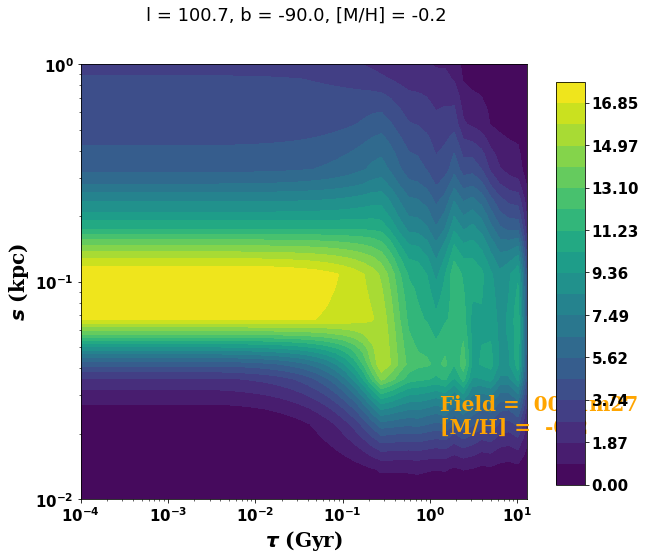 l = 100.7, b = -90.0, [M/H] = -0.2
s (kpc)
10⁰
10⁻¹
10⁻²
10⁻⁴ 10⁻³ 10⁻² 10⁻¹ 10⁰ 10¹
τ (Gyr)
16.85
14.97
13.10
11.23
9.36
7.49
5.62
3.74
1.87
0.00
Field =
[M/H] =